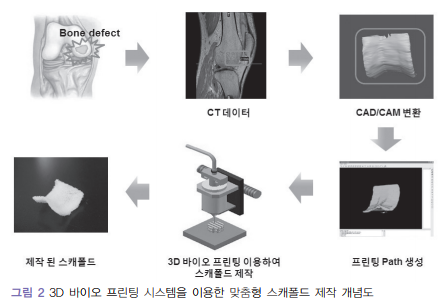 Bone defect
CT 데이터
CAD/CAM 변환
제작 된 스캐폴드
3D 바이오 프린팅 이용하여
스캐폴드 제작
프린팅 Path 생성
그림 2 3D 바이오 프린팅 시스템을 이용한 맞춤형 스캐폴드 제작 개념도